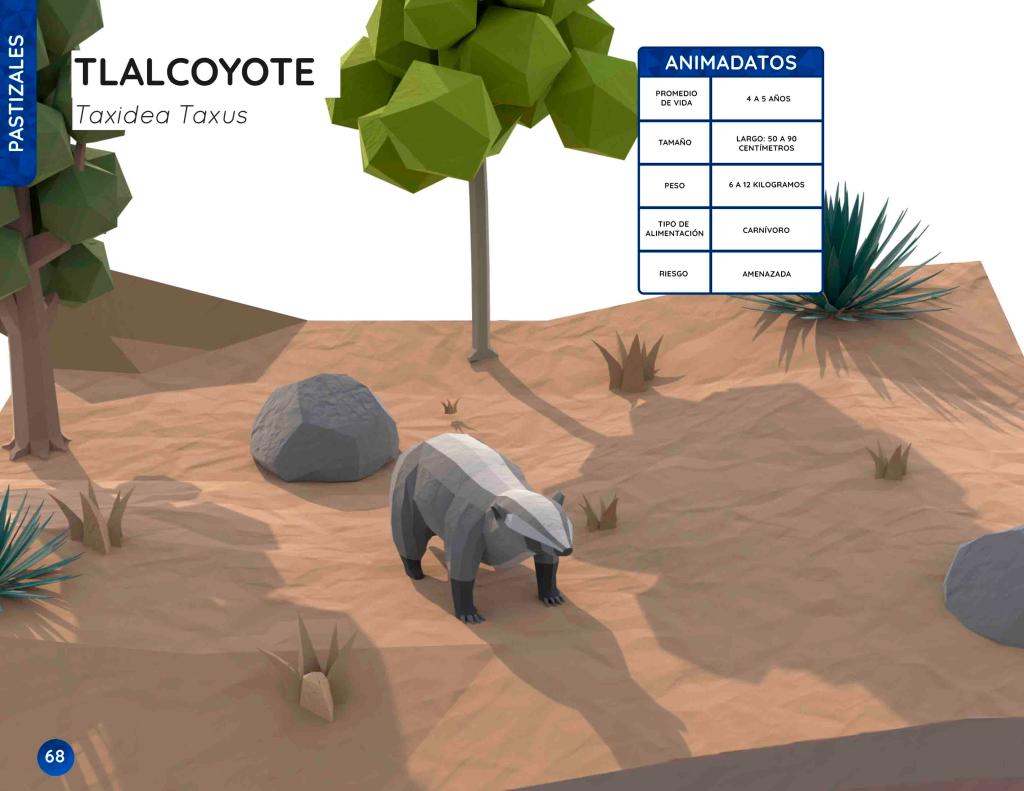 PASTIZALES
TLALCOYOTE
Taxidea Taxus
ANIMADATOS
PROMEDIO
DE VIDA
4 A 5 AÑOS
TAMAÑO
LARGO: 50 A 90
CENTÍMETROS
PESO
6 A 12 KILOGRAMOS
TIPO DE
ALIMENTACIÓN
CARNÍVORO
RIESGO
AMENAZADA
68